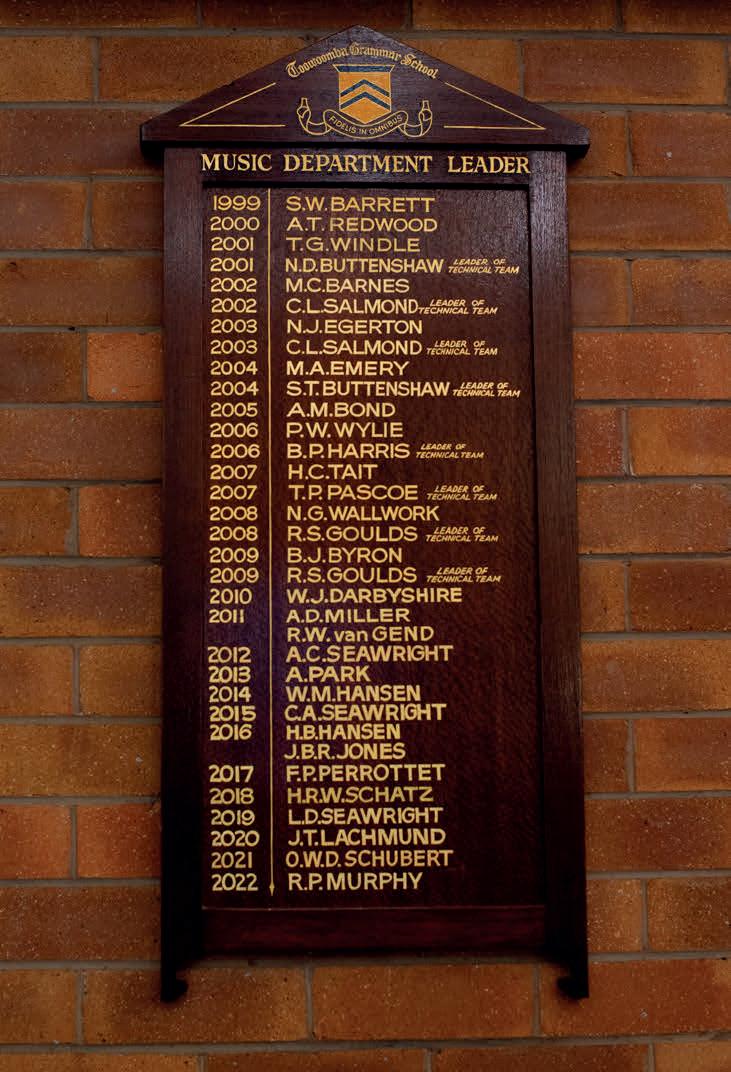 Toowoomba Grammar School
FIDELIS IN OMNIBUS
MUSIC DEPARTMENT LEADER
1999 S.W. BARRETT
2000 A.T. REDWOOD
2001 T.G. WINDLE
2001 N.D. BUTTENSHAW LEADER OF TECHNICAL TEAM
2002 M.C. BARNES
2002 C.L. SALMOND LEADER OF TECHNICAL TEAM
2003 N.J. EGERTON
2003 C.L. SALMOND LEADER OF TECHNICAL TEAM
2004 M.A. EMERY
2004 S.T. BUTTENSHAW LEADER OF TECHNICAL TEAM
2005 A.M. BOND
2006 P.W. WYLIE
2006 B.P. HARRIS LEADER OF TECHNICAL TEAM
2007 H.C. TAIT
2007 T.P. PASCOE LEADER OF TECHNICAL TEAM
2008 N.G. WALLWORK
2008 R.S. GOULDS LEADER OF TECHNICAL TEAM
2009 B.J. BYRON
2009 R.S. GOULDS LEADER OF TECHNICAL TEAM
2010 W.J. DARBYSHIRE
2011 A.D. MILLER
R.W. van GEND
2012 A.C. SEAWRIGHT
2013 A. PARK
2014 W.M. HANSEN
2015 C.A. SEAWRIGHT
2016 H.B. HANSEN
J.B.R. JONES
2017 F.P. PERROTTET
2018 H.R.W. SCHATZ
2019 L.D. SEAWRIGHT
2020 J.T. LACHMUND
2021 O.W.D. SCHUBERT
2022 R.P. MURPHY